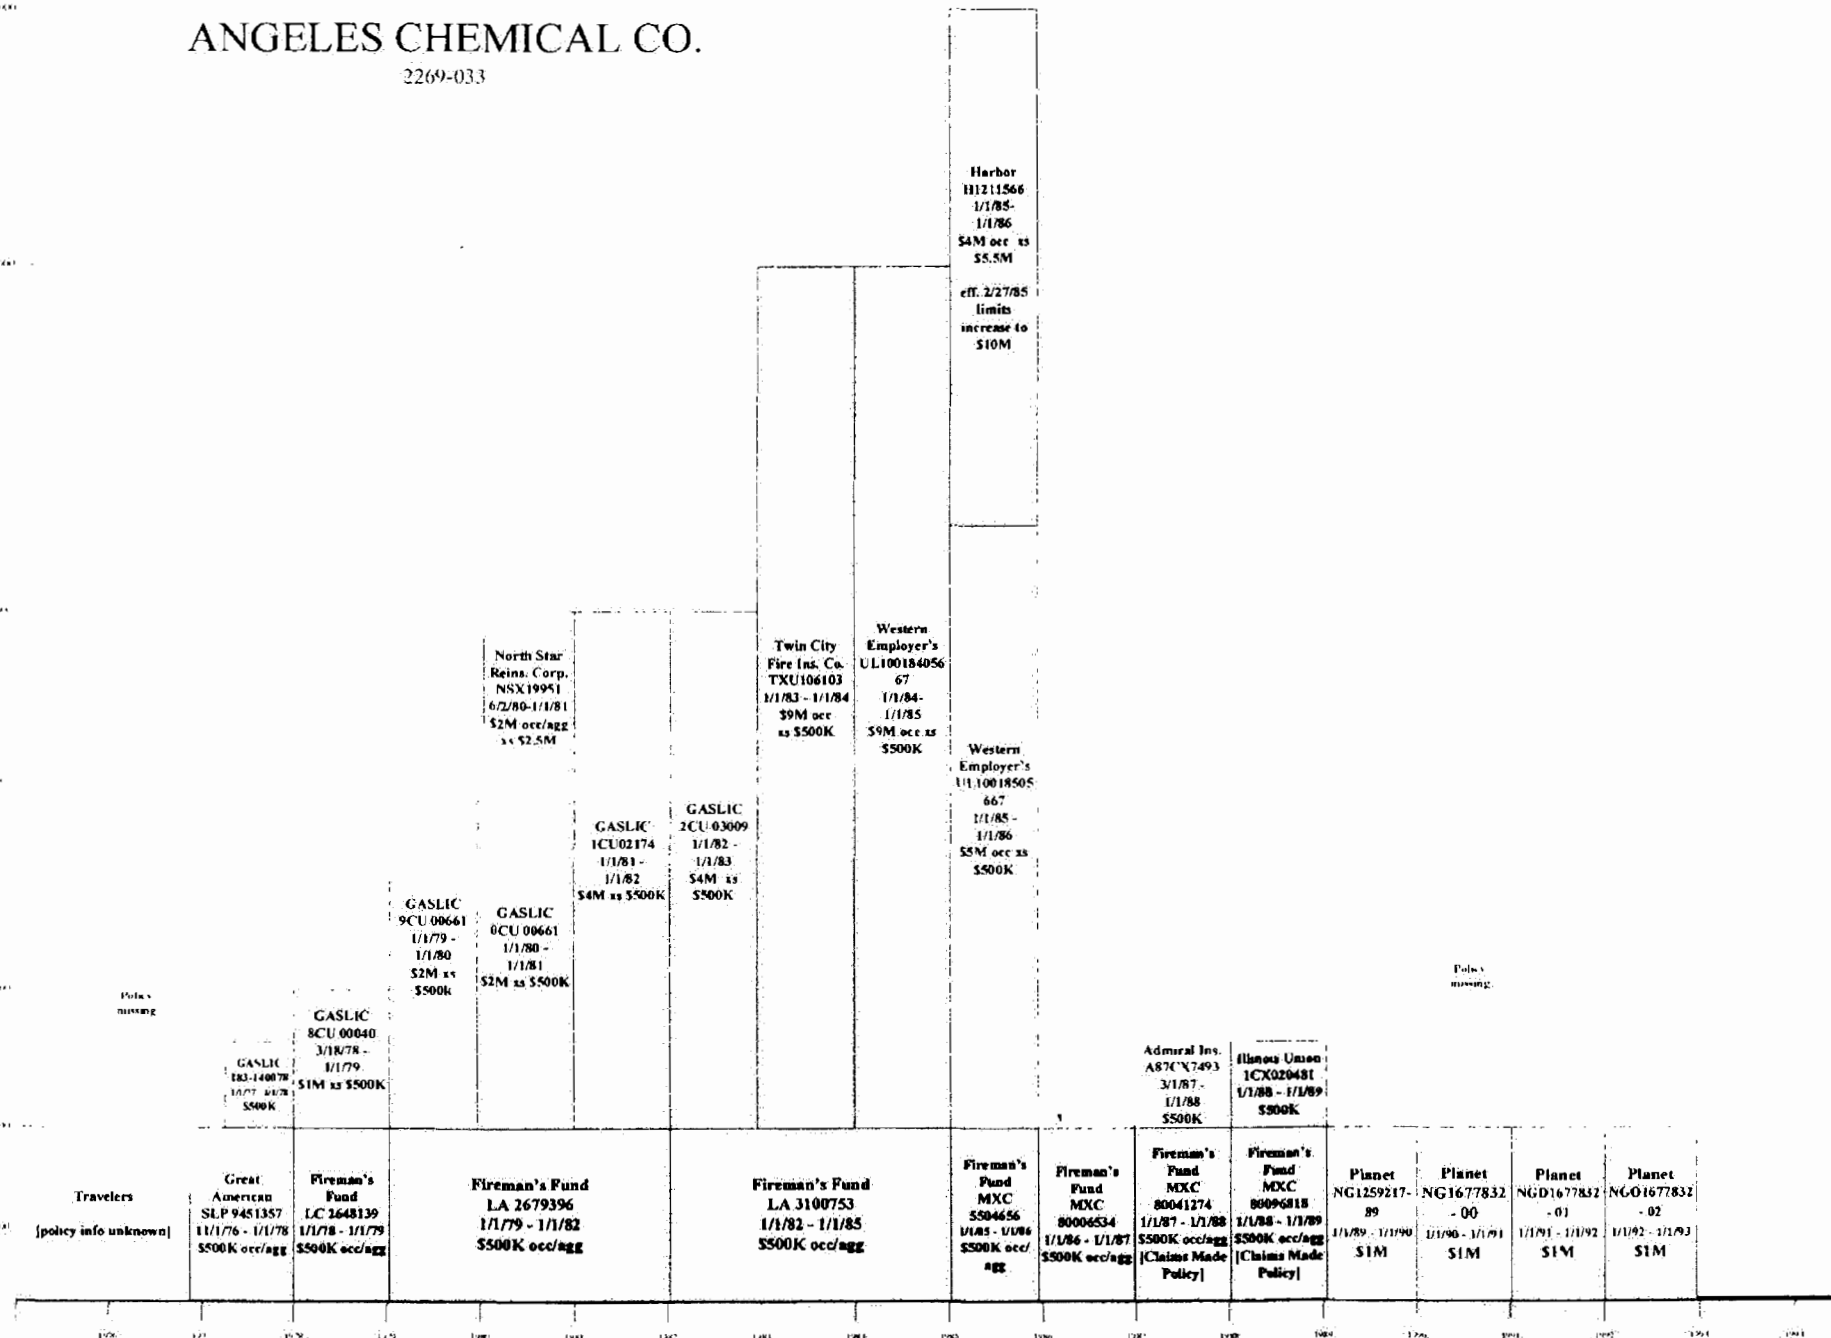 ANGELES CHEMICAL CO.
2269-033
Harbor
H1211566
1/1/85-
1/1/86
$4M occ xs
$5.5M
eff. 2/27/85
limits
increase to
$10M
North Star
Reins. Corp.
NSX19951
6/2/80-1/1/81
$2M occ/agg
xs $2.5M
Twin City
Fire Ins. Co.
TXU106103
1/1/83 - 1/1/84
$9M occ
xs $500K
Western
Employer's
UL100184056
67
1/1/84-
1/1/85
$9M occ xs
$500K
Western
Employer's
UL10018505
667
1/1/85 -
1/1/86
$5M occ xs
$500K
GASLIC
1CU02174
1/1/81 -
1/1/82
$4M xs $500K
GASLIC
2CU 03009
1/1/82 -
1/1/83
$4M xs
$500K
GASLIC
9CU 00661
1/1/79 -
1/1/80
$2M xs
$500k
GASLIC
0CU 00661
1/1/80 -
1/1/81
$2M xs $500K
Policy
missing
GASLIC
183-140078
1/1/77 - 1/1/78
$500K
GASLIC
8CU 00040
3/18/78 -
1/1/79
$1M xs $500K
Policy
missing
Admiral Ins.
A87CX7493
3/1/87 -
1/1/88
$500K
Illinois Union
1CX020481
1/1/88 - 1/1/89
$500K
Travelers
[policy info unknown]
Great
American
SLP 9451357
11/1/76 - 1/1/78
$500K occ/agg
Fireman's
Fund
LC 2648139
1/1/78 - 1/1/79
$500K occ/agg
Fireman's Fund
LA 2679396
1/1/79 - 1/1/82
$500K occ/agg
Fireman's Fund
LA 3100753
1/1/82 - 1/1/85
$500K occ/agg
Fireman's
Fund
MXC
5504656
1/1/85 - 1/1/86
$500K occ/
agg
Fireman's
Fund
MXC
80006534
1/1/86 - 1/1/87
$500K occ/agg
Fireman's
Fund
MXC
80041274
1/1/87 - 1/1/88
$500K occ/agg
[Claims Made
Policy]
Fireman's
Fund
MXC
80096818
1/1/88 - 1/1/89
$500K occ/agg
[Claims Made
Policy]
Planet
NG1259217-
89
1/1/89 - 1/1/90
$1M
Planet
NG1677832
- 00
1/1/90 - 1/1/91
$1M
Planet
NGD1677832
- 01
1/1/91 - 1/1/92
$1M
Planet
NGO1677832
- 02
1/1/92 - 1/1/93
$1M